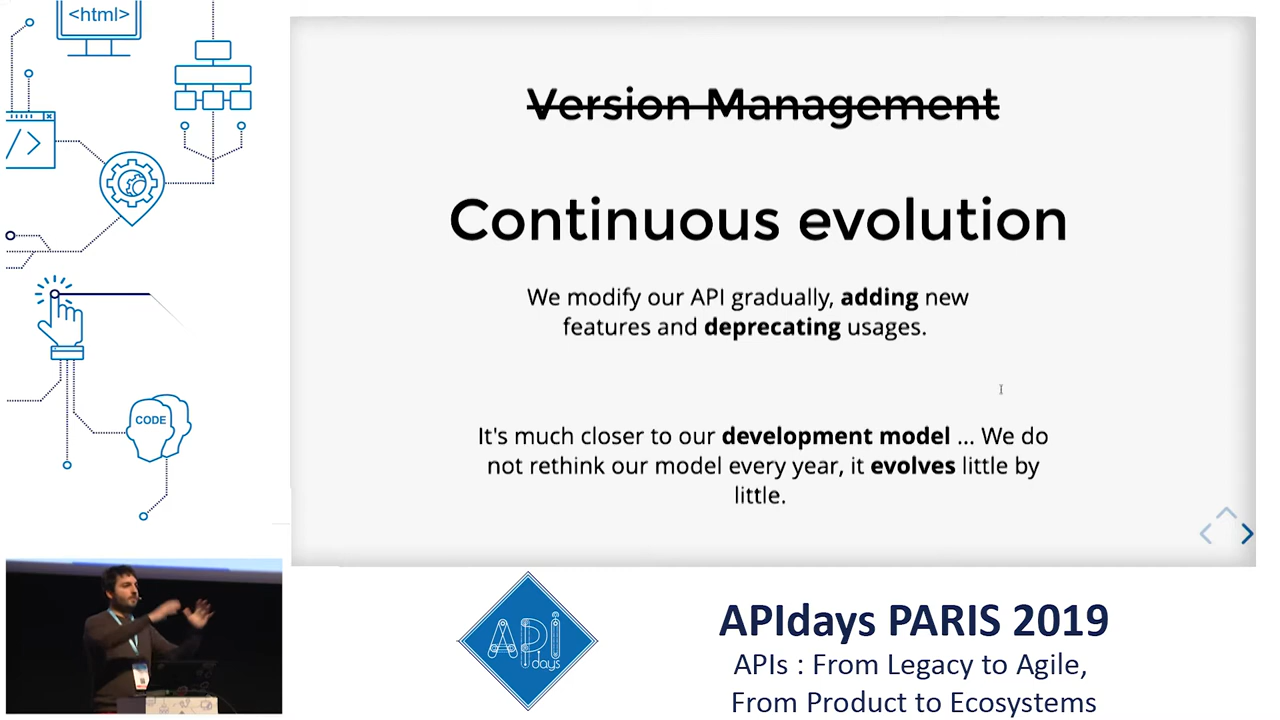 <html>
</>
CODE
Version Management
Continuous evolution
We modify our API gradually, adding new
features and deprecating usages.
It's much closer to our development model ... We do
not rethink our model every year, it evolves little by
little.
API
days
APIdays PARIS 2019
APIs : From Legacy to Agile,
From Product to Ecosystems